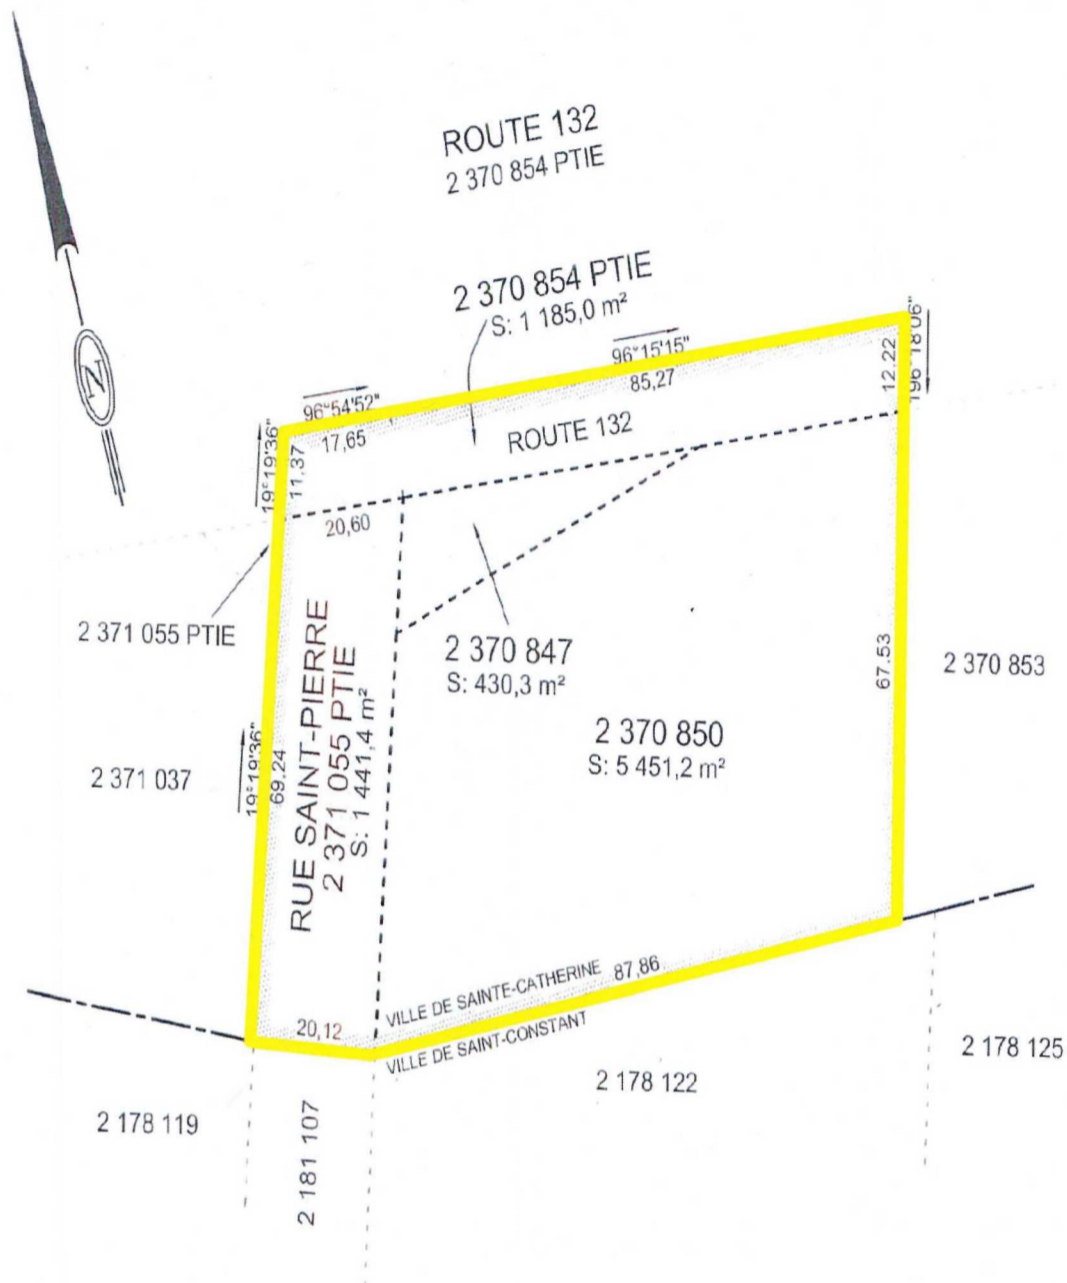 ROUTE 132
2 370 854 PTIE
2 370 854 PTIE
S: 1 185,0 m²
96°15'15"
85,27
96°54'52"
17,65
12.22
196°18'06"
19°19'36"
11,37
ROUTE 132
20,60
N
2 371 055 PTIE
2 370 847
S: 430,3 m²
67.53
2 370 853
2 370 850
S: 5 451,2 m²
RUE SAINT-PIERRE
2 371 055 PTIE
S: 1 441,4 m²
2 371 037
19°19'36"
69,24
VILLE DE SAINTE-CATHERINE
87,86
VILLE DE SAINT-CONSTANT
20,12
2 178 122
2 178 125
2 178 119
2 181 107